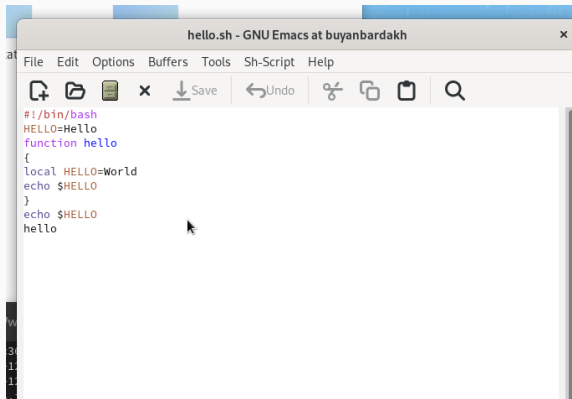 hello.sh - GNU Emacs at buyanbardakh
File Edit Options Buffers Tools Sh-Script Help
Save Undo
#!/bin/bash
HELLO=Hello
function hello
{
local HELLO=World
echo $HELLO
}
echo $HELLO
hello